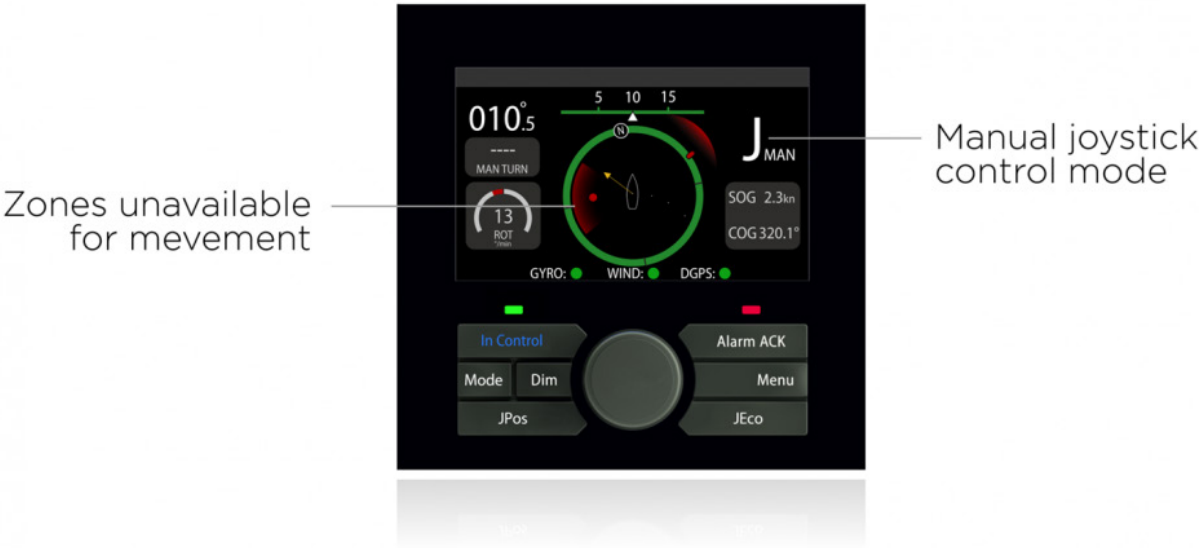 5 10 15
010°.5
N
J
MAN
----
MAN TURN
13
ROT
°/min
SOG 2.3kn
COG 320.1°
GYRO: WIND: DGPS:
Zones unavailable
for mevement
Manual joystick
control mode
In Control
Alarm ACK
Mode
Dim
Menu
JPos
JEco